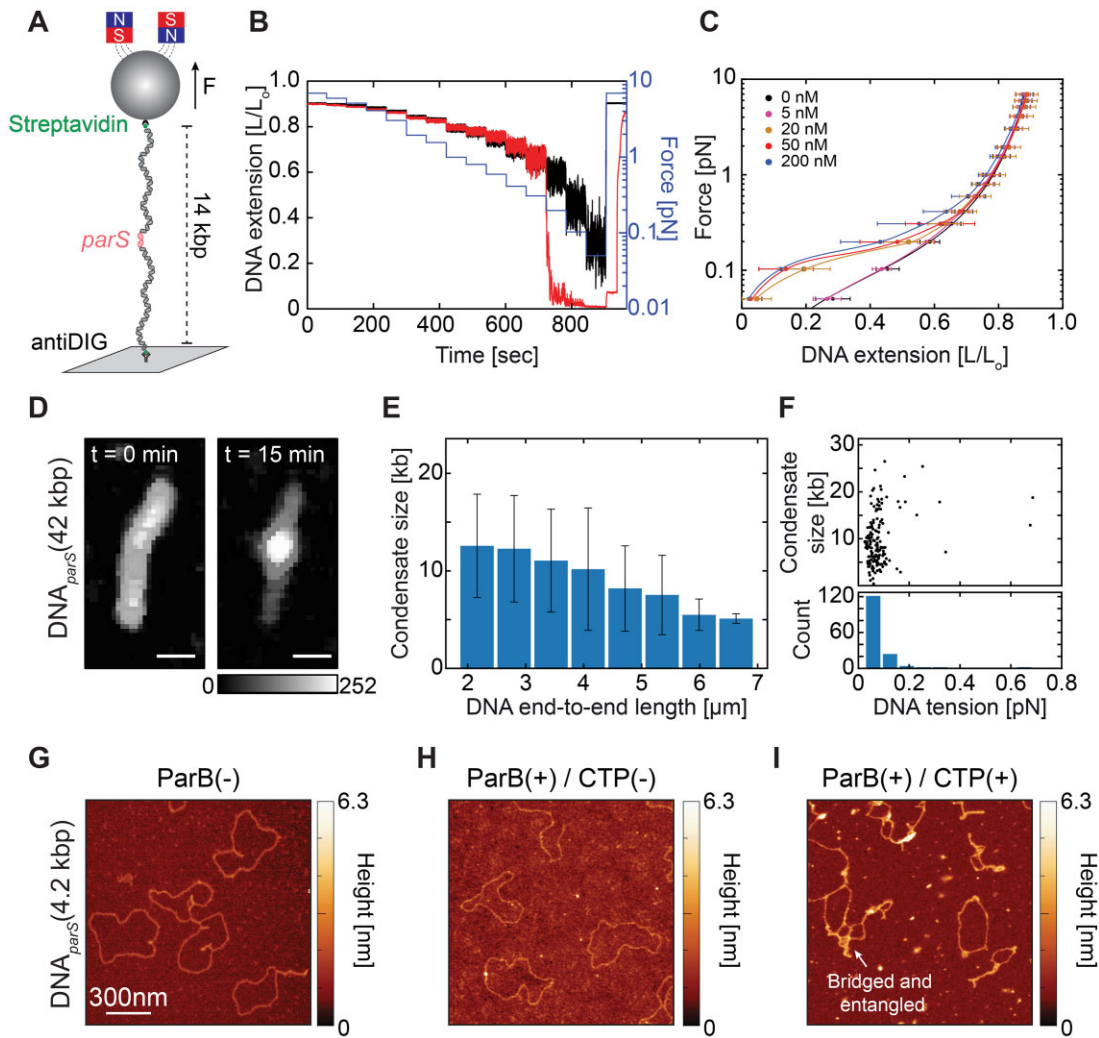 A
N S
S N
F
Streptavidin
14 kbp
parS
antiDIG
B
DNA extension [L/Lo]
1.0
0.8
0.6
0.4
0.2
0
0 200 400 600 800
Time [sec]
10
1
0.1
0.01
Force [pN]
C
Force [pN]
10
1
0.1
0 nM
5 nM
20 nM
50 nM
200 nM
0 0.2 0.4 0.6 0.8 1.0
DNA extension [L/Lo]
D
DNAparS(42 kbp)
t = 0 min
t = 15 min
0 252
E
Condensate size [kb]
20
10
0
2 3 4 5 6 7
DNA end-to-end length [µm]
F
Condensate
size [kb]
30
20
10
0
Count
120
60
0
0 0.2 0.4 0.6 0.8
DNA tension [pN]
G
ParB(-)
DNAparS(4.2 kbp)
300nm
6.3
0
Height [nm]
H
ParB(+) / CTP(-)
6.3
0
Height [nm]
I
ParB(+) / CTP(+)
Bridged and
entangled
6.3
0
Height [nm]